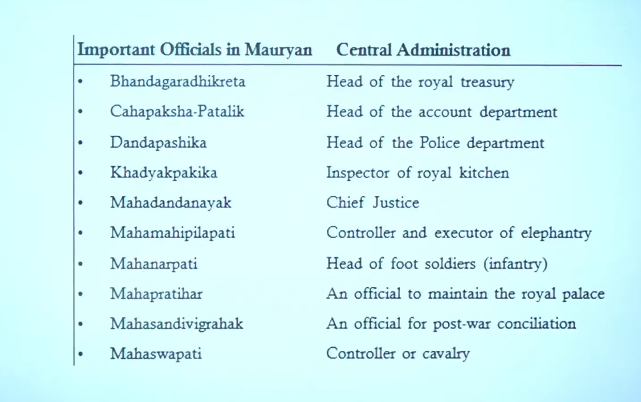 Important Officials in Mauryan Central Administration
• Bhandagaradhikreta Head of the royal treasury
• Cahapaksha-Patalik Head of the account department
• Dandapashika Head of the Police department
• Khadyakpakika Inspector of royal kitchen
• Mahadandanayak Chief Justice
• Mahamahipilapati Controller and executor of elephantry
• Mahanarpati Head of foot soldiers (infantry)
• Mahapratihar An official to maintain the royal palace
• Mahasandivigrahak An official for post-war conciliation
• Mahaswapati Controller or cavalry